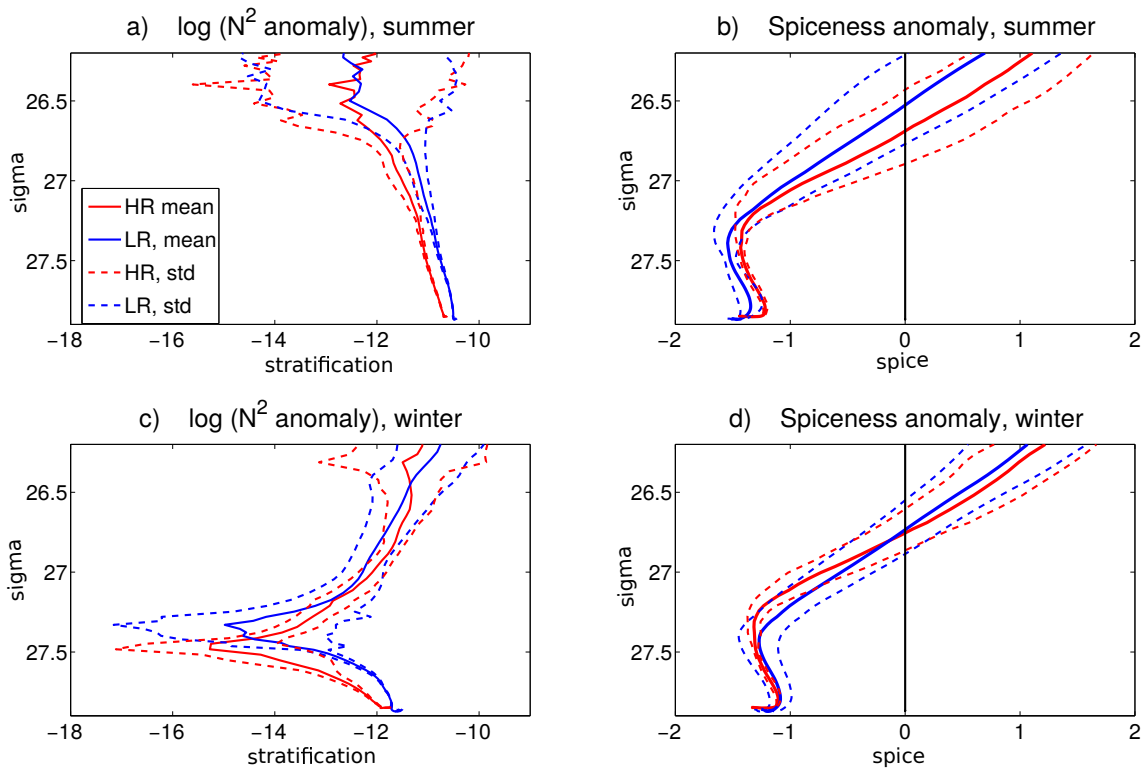 a) log (N² anomaly), summer
26.5
27
27.5
sigma
HR mean
LR, mean
HR, std
LR, std
−18 −16 −14 −12 −10
stratification
b) Spiceness anomaly, summer
26.5
27
27.5
sigma
−2 −1 0 1 2
spice
c) log (N² anomaly), winter
26.5
27
27.5
sigma
−18 −16 −14 −12 −10
stratification
d) Spiceness anomaly, winter
26.5
27
27.5
sigma
−2 −1 0 1 2
spice